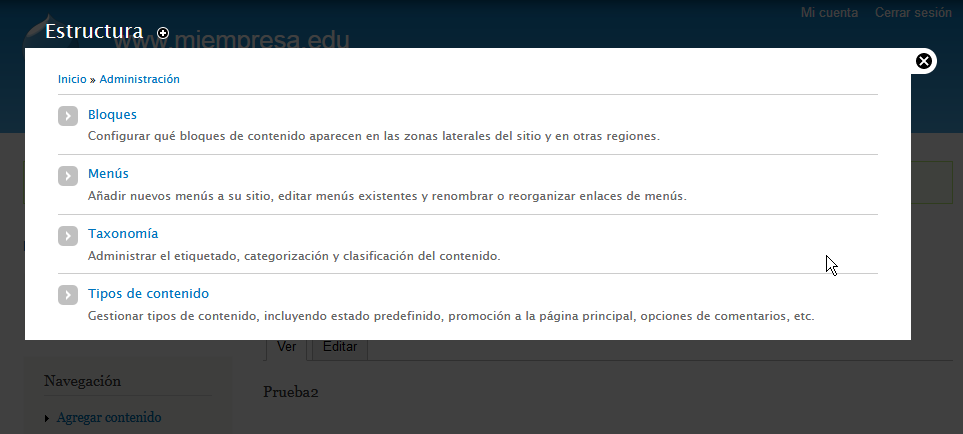 Mi cuenta Cerrar sesión
Estructura
www.miempresa.edu
Inicio » Administración
Bloques
Configurar qué bloques de contenido aparecen en las zonas laterales del sitio y en otras regiones.
Menús
Añadir nuevos menús a su sitio, editar menús existentes y renombrar o reorganizar enlaces de menús.
Taxonomía
Administrar el etiquetado, categorización y clasificación del contenido.
Tipos de contenido
Gestionar tipos de contenido, incluyendo estado predefinido, promoción a la página principal, opciones de comentarios, etc.
Ver Editar
Navegación
Prueba2
Agregar contenido